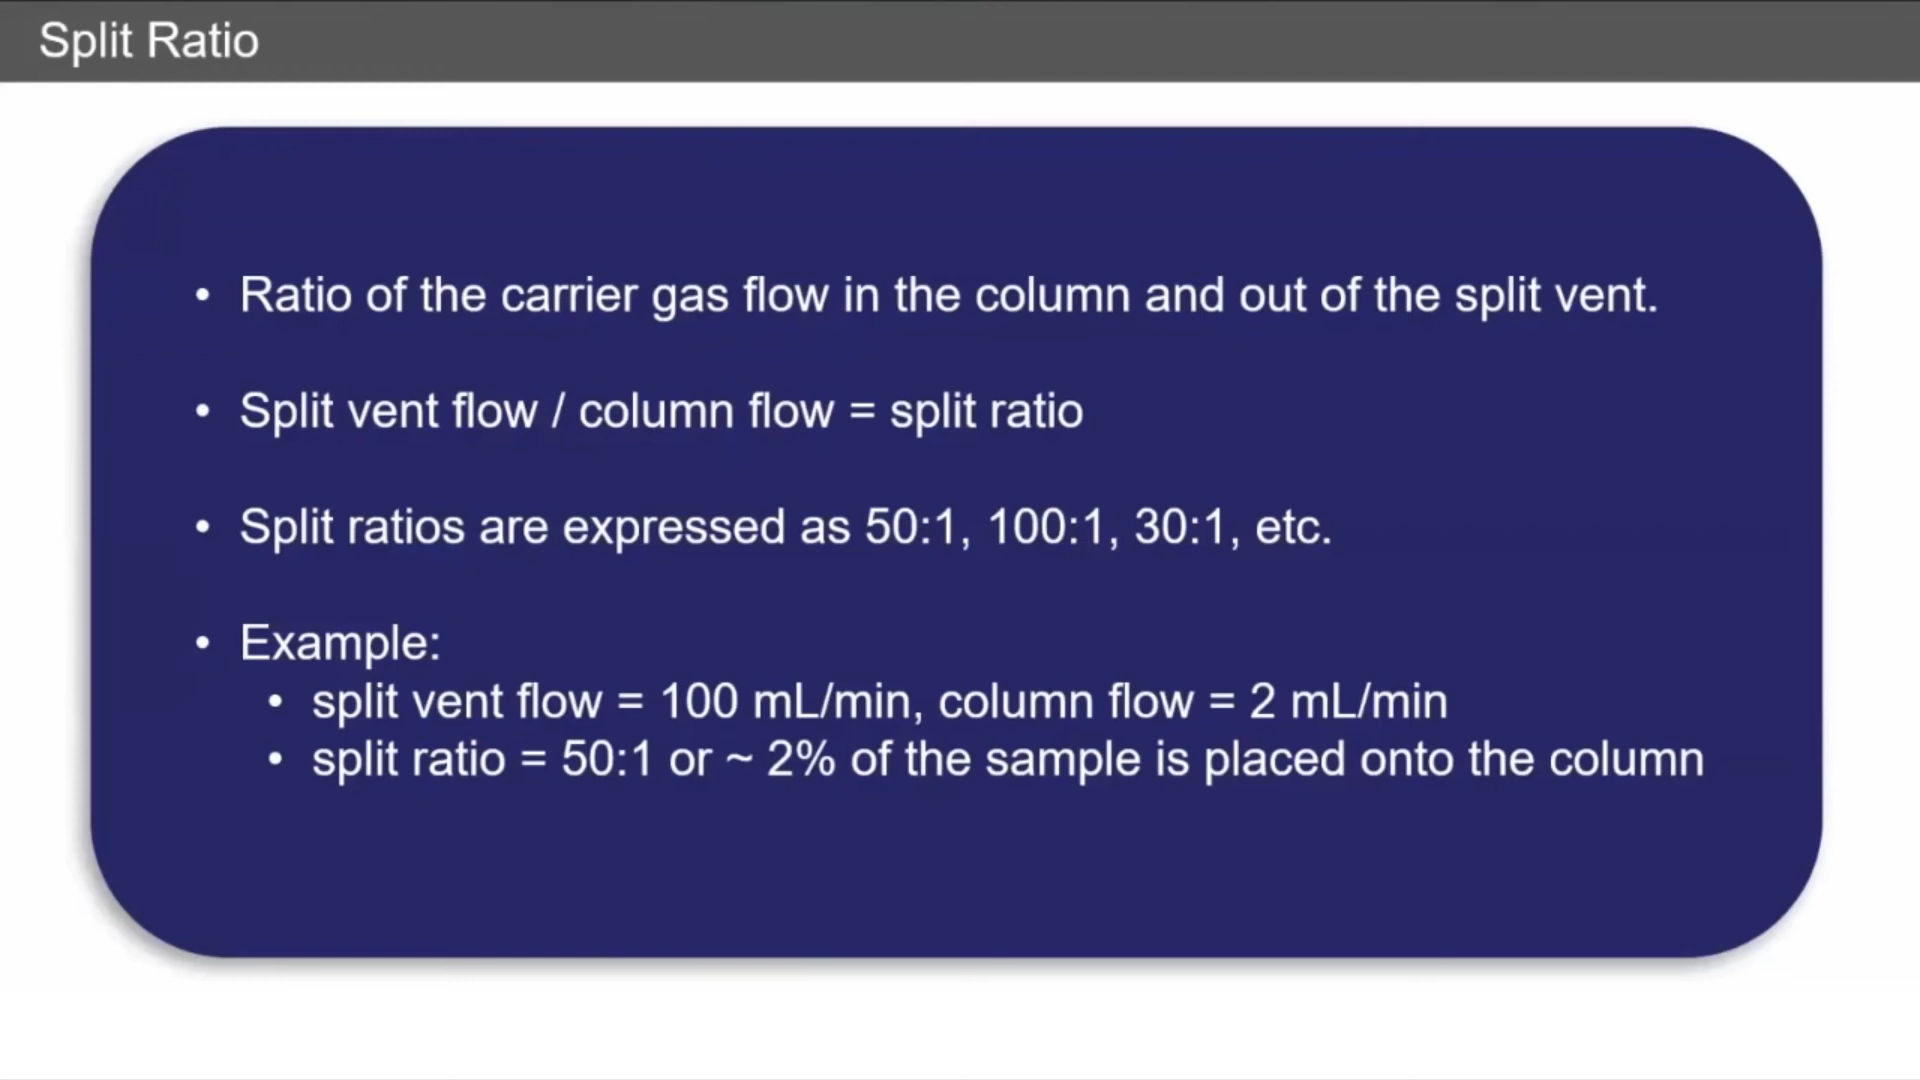 Split Ratio
• Ratio of the carrier gas flow in the column and out of the split vent.
• Split vent flow / column flow = split ratio
• Split ratios are expressed as 50:1, 100:1, 30:1, etc.
• Example:
• split vent flow = 100 mL/min, column flow = 2 mL/min
• split ratio = 50:1 or ~ 2% of the sample is placed onto the column